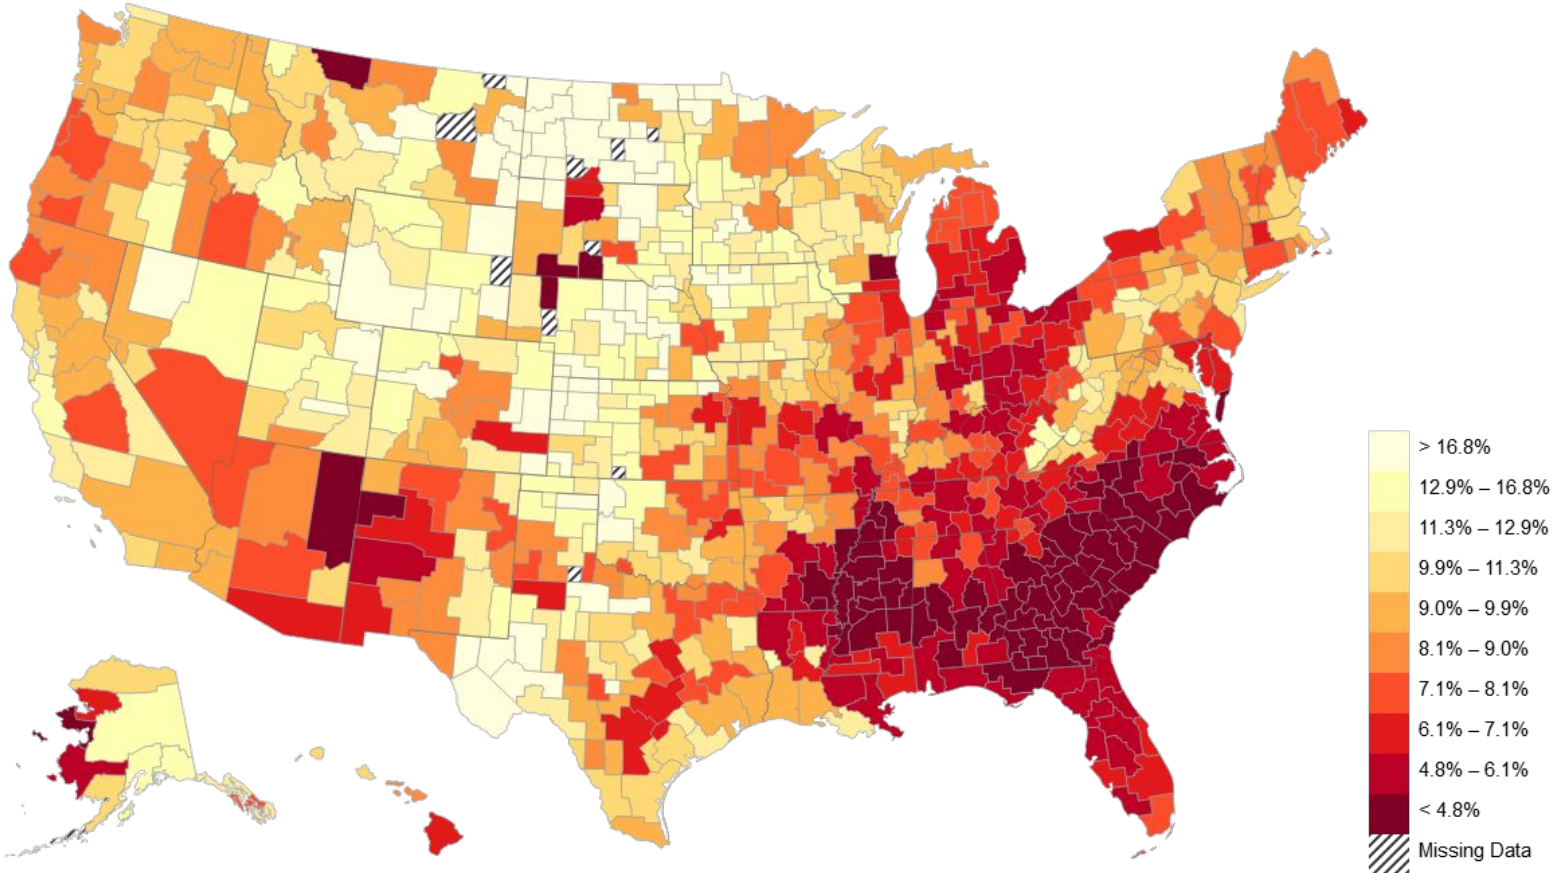 > 16.8%
12.9% – 16.8%
11.3% – 12.9%
9.9% – 11.3%
9.0% – 9.9%
8.1% – 9.0%
7.1% – 8.1%
6.1% – 7.1%
4.8% – 6.1%
< 4.8%
Missing Data